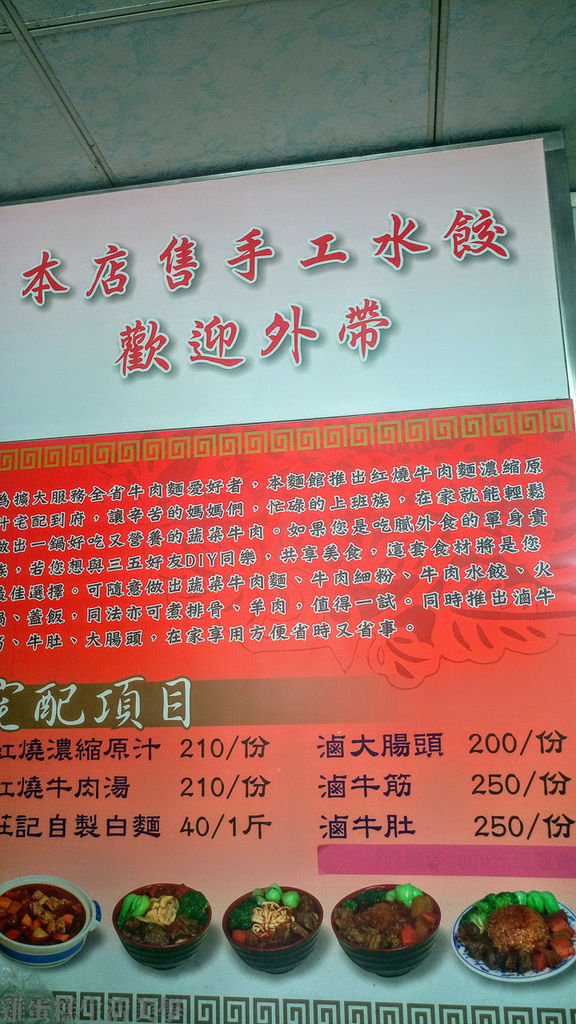 本店售手工水餃
歡迎外帶
為擴大服務全省牛肉麵愛好者，本麵館推出紅燒牛肉麵濃縮原
汁宅配到府，讓辛苦的媽媽們，忙碌的上班族，在家就能輕鬆
做出一鍋好吃又營養的蔬菜牛肉，如果您是吃膩外食的單身貴
族，若您想與三五好友DIY同樂，共享美食，這套食材將是您
最佳選擇。可隨意做出蔬菜牛肉麵、牛肉細粉、牛肉水餃、火
鍋、蓋飯，同法亦可煮排骨、羊肉，值得一試。同時推出滷牛
筋、牛肚、大腸頭，在家享用方便省時又省事。
宅配項目
紅燒濃縮原汁 210/份 滷大腸頭 200/份
紅燒牛肉湯 210/份 滷牛筋 250/份
莊記自製白麵 40/1斤 滷牛肚 250/份
雞蛋糕生活五四三